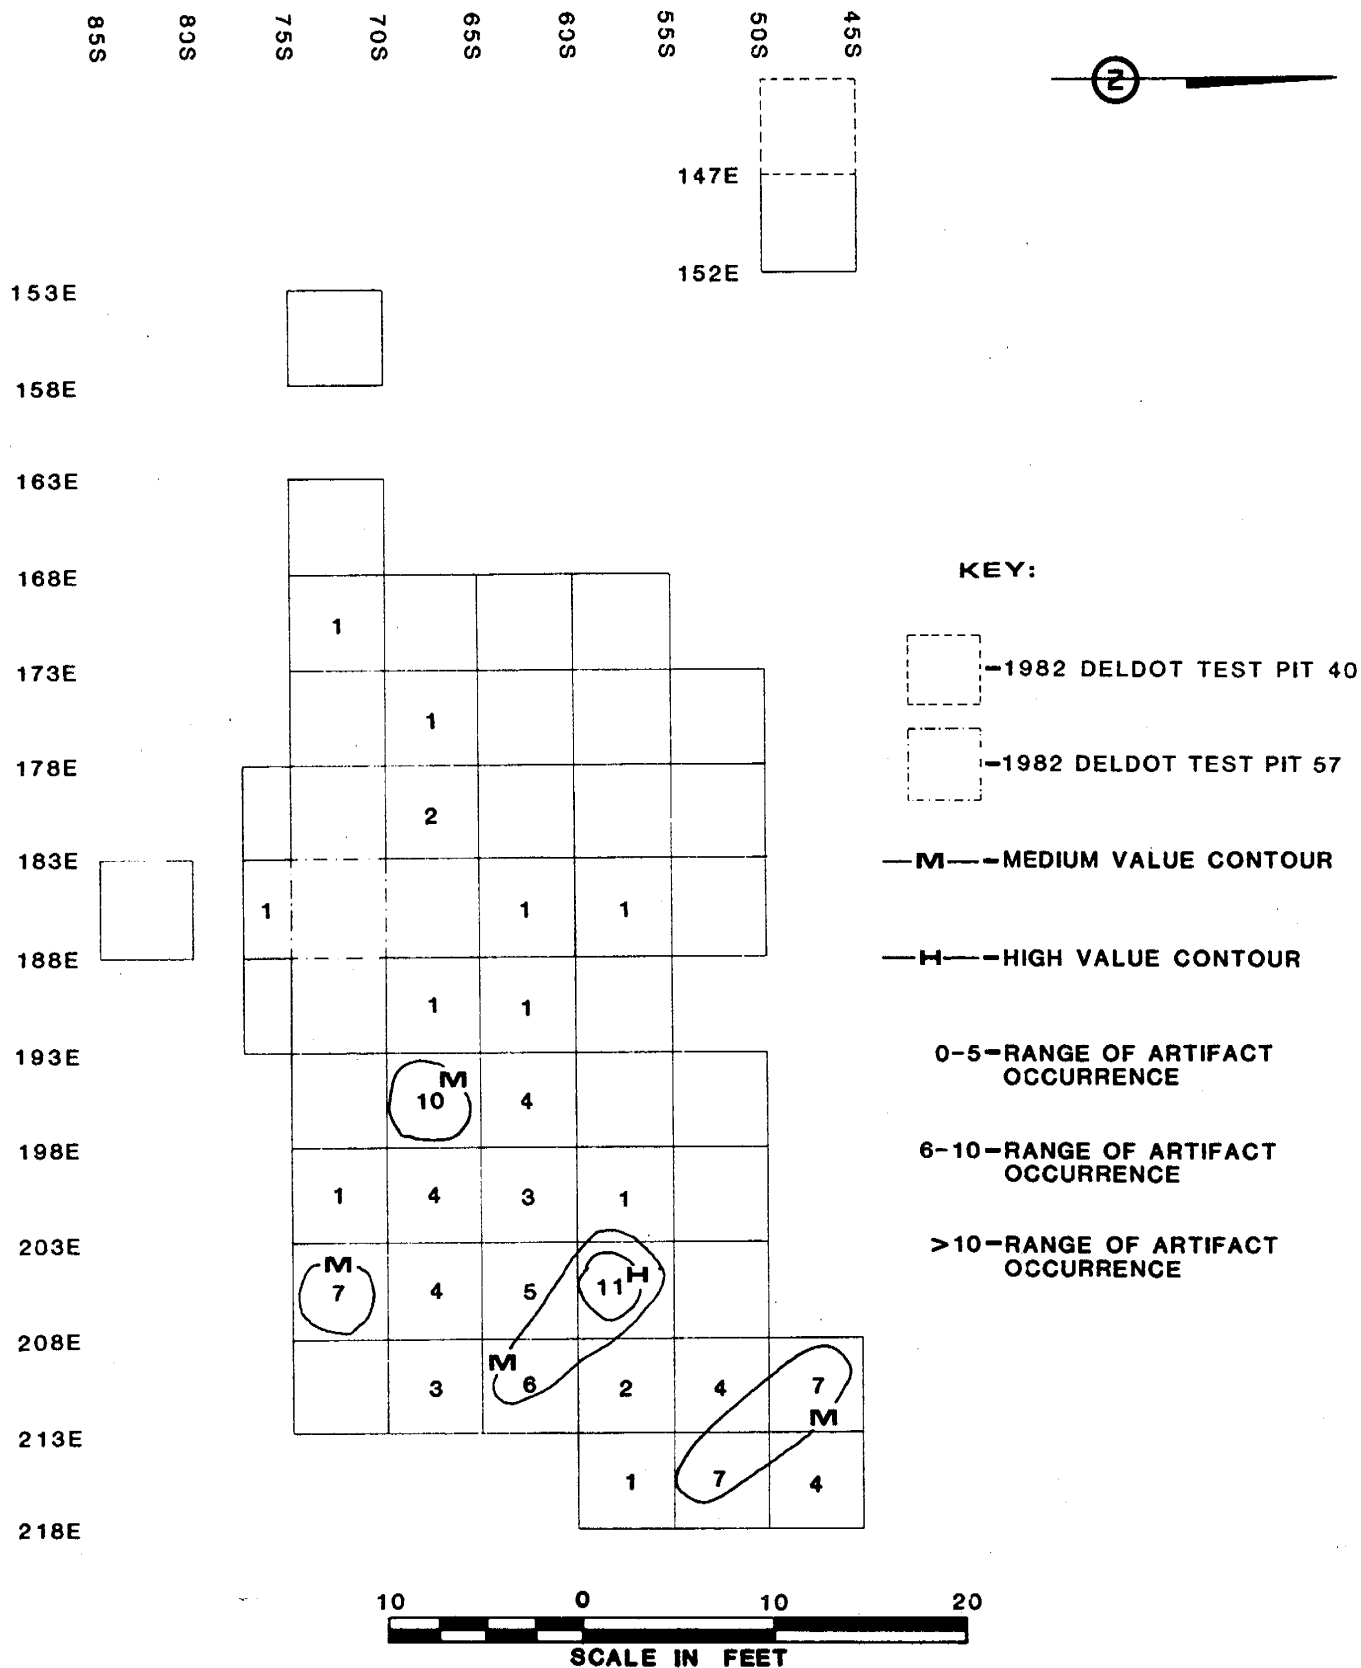 85S 80S 75S 70S 65S 60S 55S 50S 45S
N
147E
152E
153E
158E
163E
168E
1
173E
1
178E
2
183E
1 1 1
188E
1 1
193E
M
10 4
198E
1 4 3 1
203E
M H
7 4 5 11
208E
M
3 6 2 4 7
M
213E
1 7 4
218E
KEY:
-1982 DELDOT TEST PIT 40
-1982 DELDOT TEST PIT 57
—M—-MEDIUM VALUE CONTOUR
—H—-HIGH VALUE CONTOUR
0-5-RANGE OF ARTIFACT
OCCURRENCE
6-10-RANGE OF ARTIFACT
OCCURRENCE
>10-RANGE OF ARTIFACT
OCCURRENCE
10 0 10 20
SCALE IN FEET